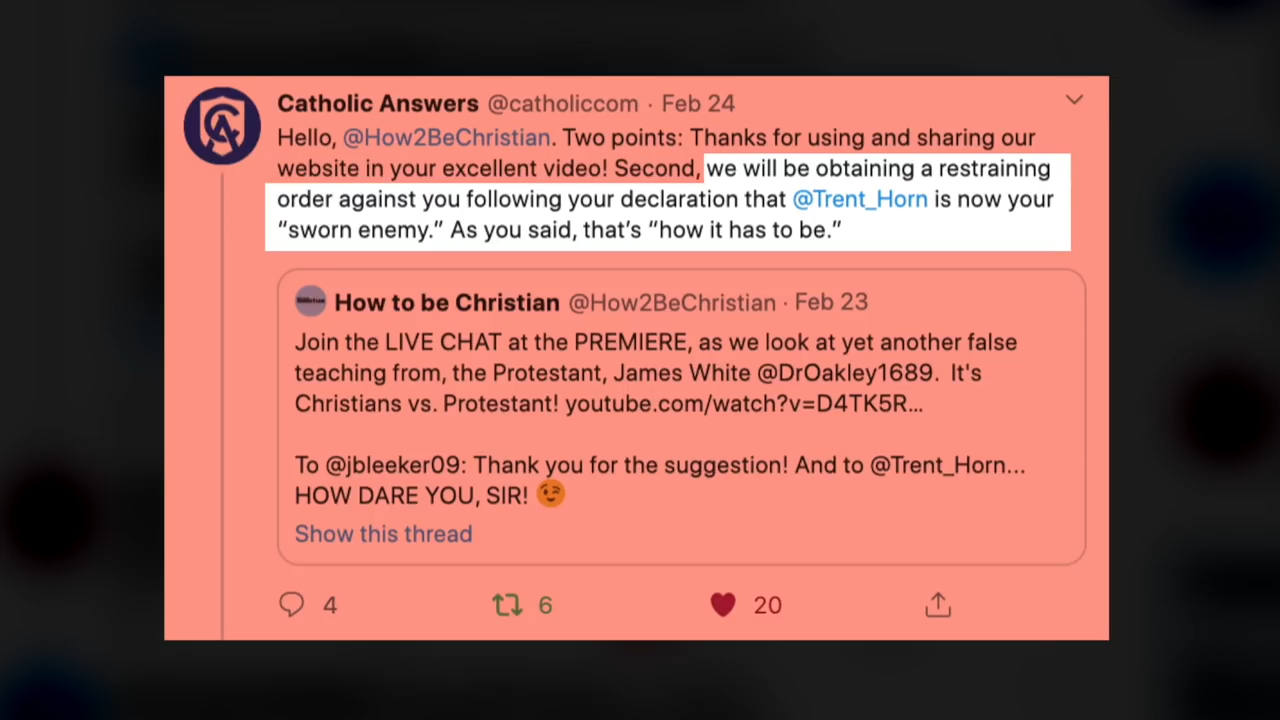 Catholic Answers @catholiccom · Feb 24
Hello, @How2BeChristian. Two points: Thanks for using and sharing our
website in your excellent video! Second, we will be obtaining a restraining
order against you following your declaration that @Trent_Horn is now your
“sworn enemy.” As you said, that’s “how it has to be.”
How to be Christian @How2BeChristian · Feb 23
Join the LIVE CHAT at the PREMIERE, as we look at yet another false
teaching from, the Protestant, James White @DrOakley1689. It's
Christians vs. Protestant! youtube.com/watch?v=D4TK5R…
To @jbleeker09: Thank you for the suggestion! And to @Trent_Horn...
HOW DARE YOU, SIR! 😉
Show this thread
4 6 20